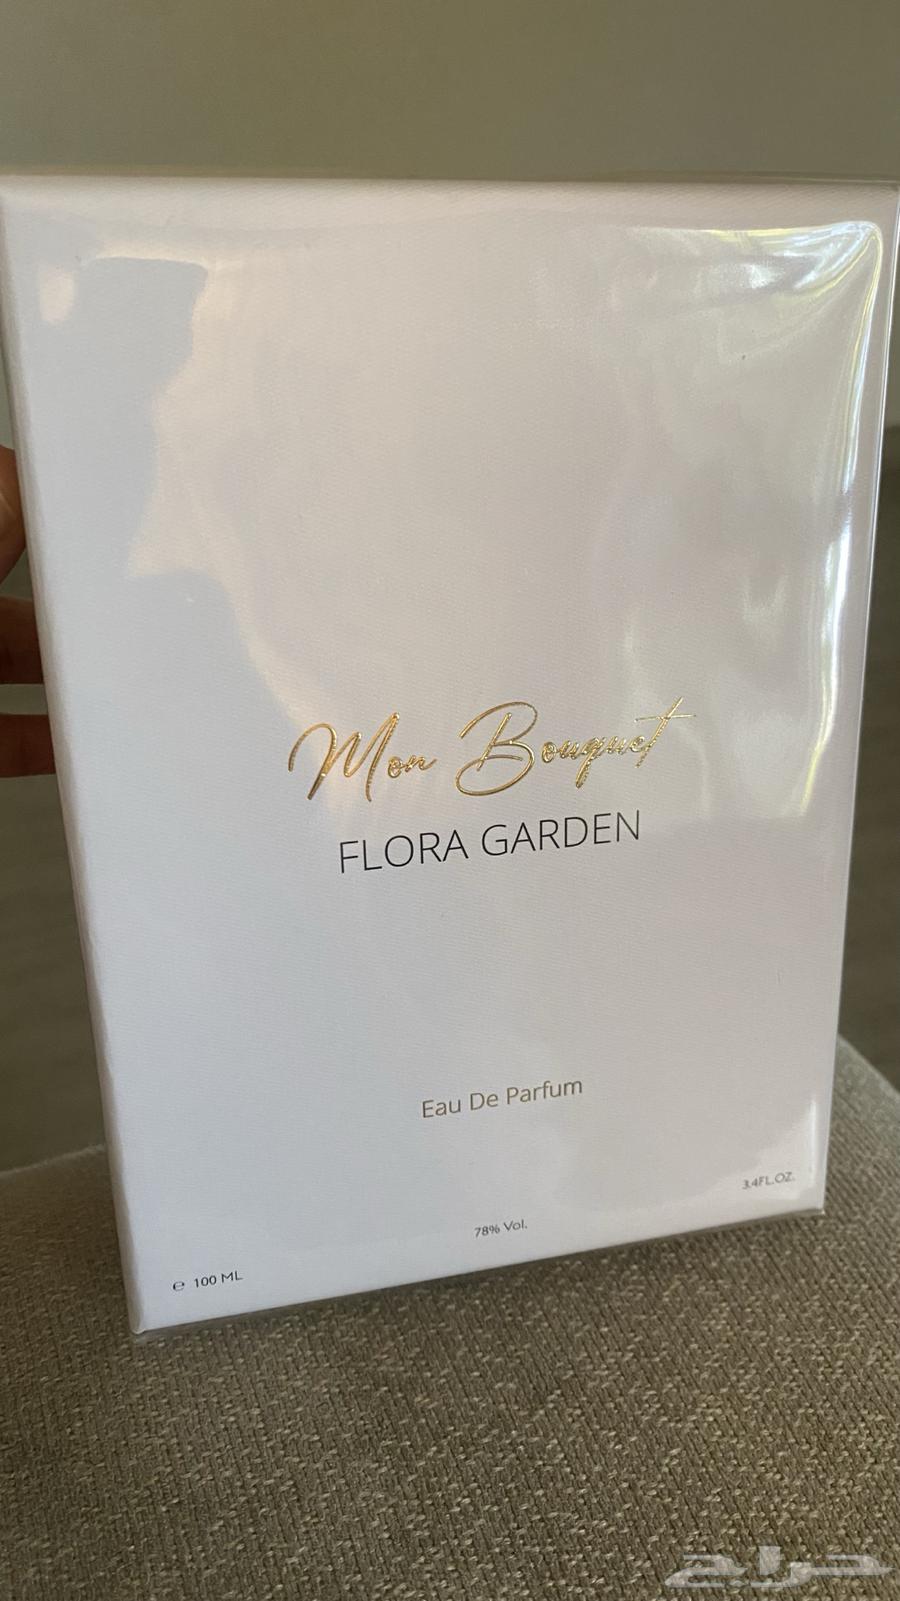 Mon Bouquet
FLORA GARDEN
Eau De Parfum
3.4FL.OZ.
78% Vol.
℮ 100 ML
حراج